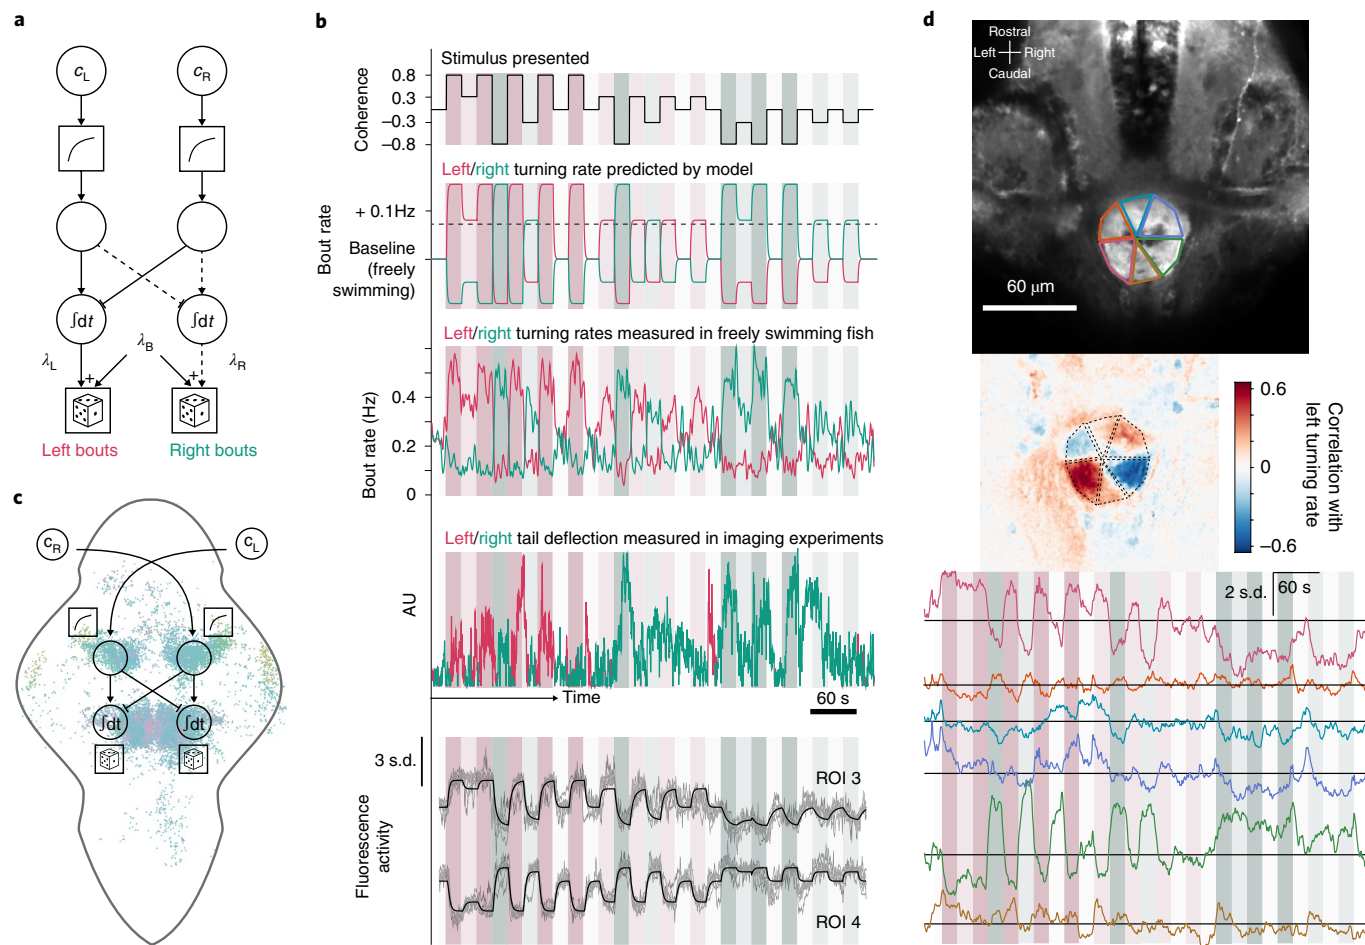 a
c_L
c_R
∫dt
∫dt
λ_L
λ_B
λ_R
+
+
Left bouts
Right bouts
b
Stimulus presented
Coherence
0.8
0.3
−0.3
−0.8
Left/right turning rate predicted by model
Bout rate
+ 0.1Hz
Baseline
(freely
swimming)
Left/right turning rates measured in freely swimming fish
Bout rate (Hz)
0.4
0.2
0
Left/right tail deflection measured in imaging experiments
AU
Time
60 s
3 s.d.
Fluorescence
activity
ROI 3
ROI 4
c
c_R
c_L
∫dt
∫dt
d
Rostral
Left
Right
Caudal
60 μm
0.6
0
−0.6
Correlation with
left turning rate
2 s.d.
60 s